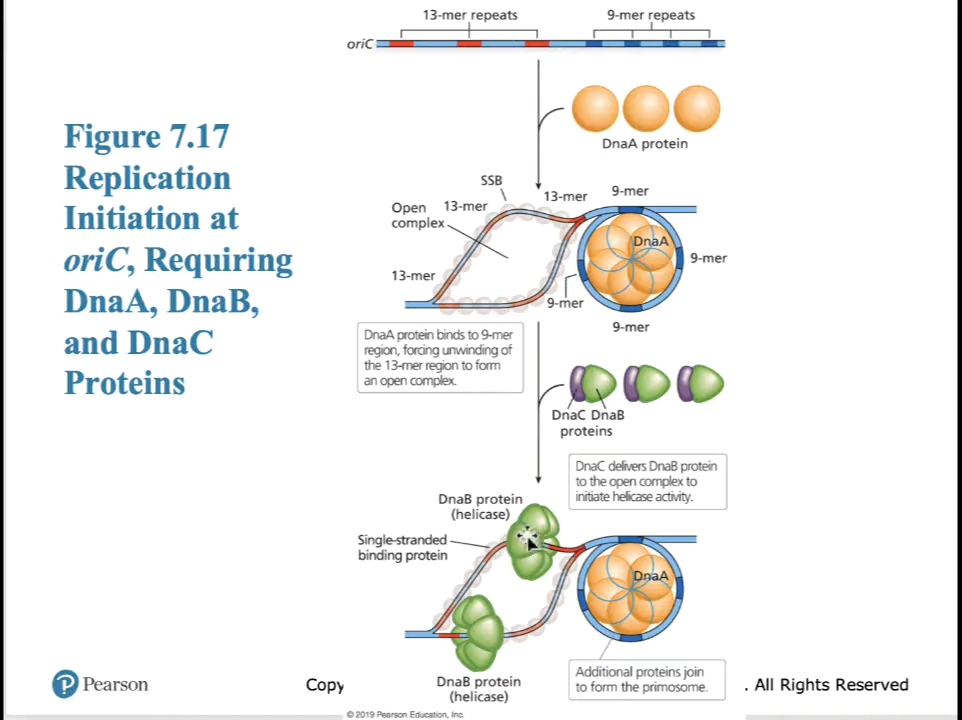 Figure 7.17
Replication
Initiation at
oriC, Requiring
DnaA, DnaB,
and DnaC
Proteins
13-mer repeats
9-mer repeats
oriC
DnaA protein
SSB
Open
complex
13-mer
13-mer
9-mer
DnaA
9-mer
13-mer
9-mer
9-mer
DnaA protein binds to 9-mer
region, forcing unwinding of
the 13-mer region to form
an open complex.
DnaC DnaB
proteins
DnaC delivers DnaB protein
to the open complex to
initiate helicase activity.
DnaB protein
(helicase)
Single-stranded
binding protein
DnaA
DnaB protein
(helicase)
Additional proteins join
to form the primosome.
P Pearson
Copy
. All Rights Reserved
© 2019 Pearson Education, Inc.